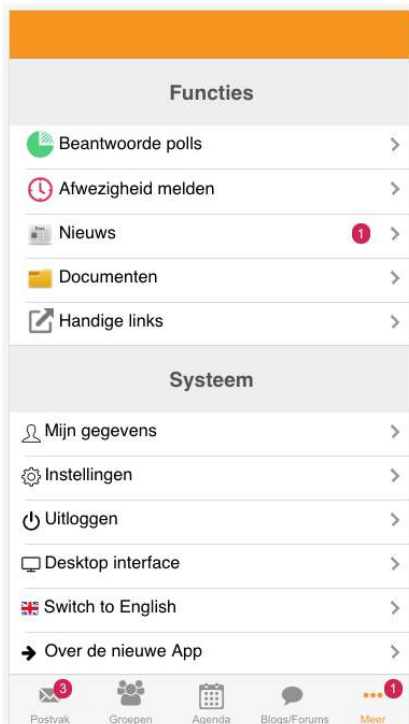 Functies
Beantwoorde polls
Afwezigheid melden
Nieuws 1
Documenten
Handige links
Systeem
Mijn gegevens
Instellingen
Uitloggen
Desktop interface
Switch to English
Over de nieuwe App
3 1
Postvak Groepen Agenda Blogs/Forums Meer